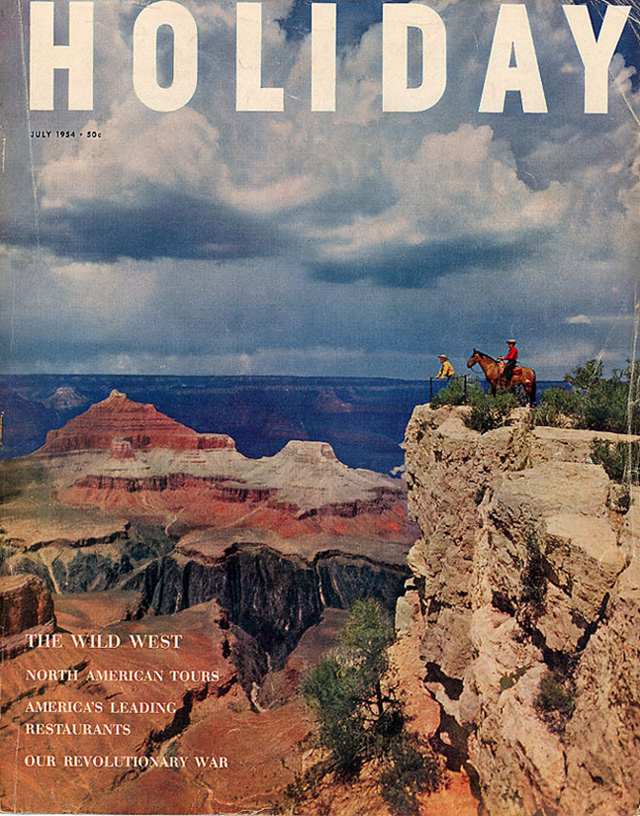 HOLIDAY
JULY 1954 • 50c
THE WILD WEST
NORTH AMERICAN TOURS
AMERICA'S LEADING
RESTAURANTS
OUR REVOLUTIONARY WAR